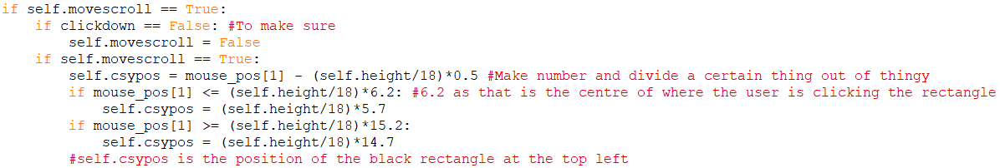 if self.movescroll == True:
    if clickdown == False: #To make sure
        self.movescroll = False
    if self.movescroll == True:
        self.csypos = mouse_pos[1] - (self.height/18)*0.5 #Make number and divide a certain thing out of thingy
        if mouse_pos[1] <= (self.height/18)*6.2: #6.2 as that is the centre of where the user is clicking the rectangle
            self.csypos = (self.height/18)*5.7
        if mouse_pos[1] >= (self.height/18)*15.2:
            self.csypos = (self.height/18)*14.7
        #self.csypos is the position of the black rectangle at the top left